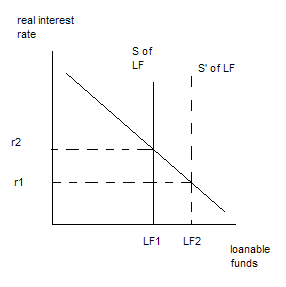 real interest
rate
S of
LF
S' of LF
r2
r1
LF1
LF2
loanable
funds